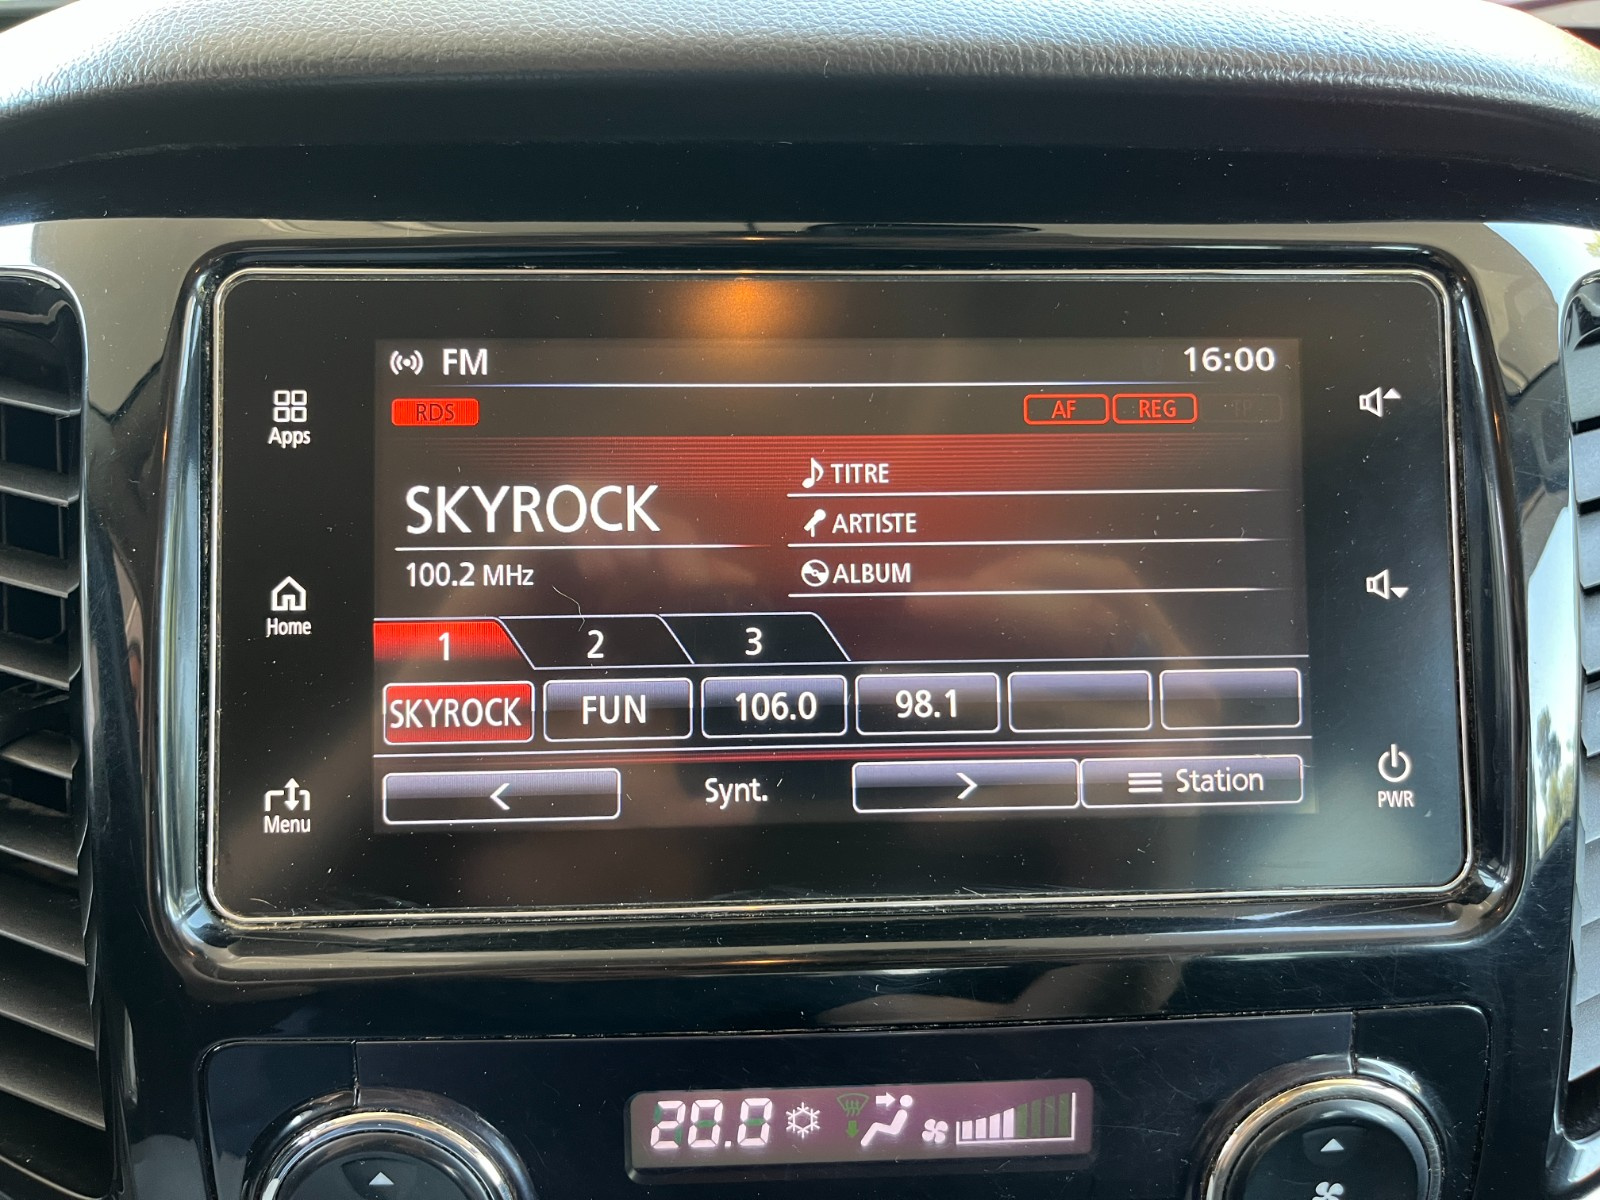 FM 16:00
RDS AF REG TP
Apps
TITRE
SKYROCK
ARTISTE
100.2 MHz
ALBUM
Home
1 2 3
SKYROCK FUN 106.0 98.1
< Synt. > Station
Menu
PWR
20.0